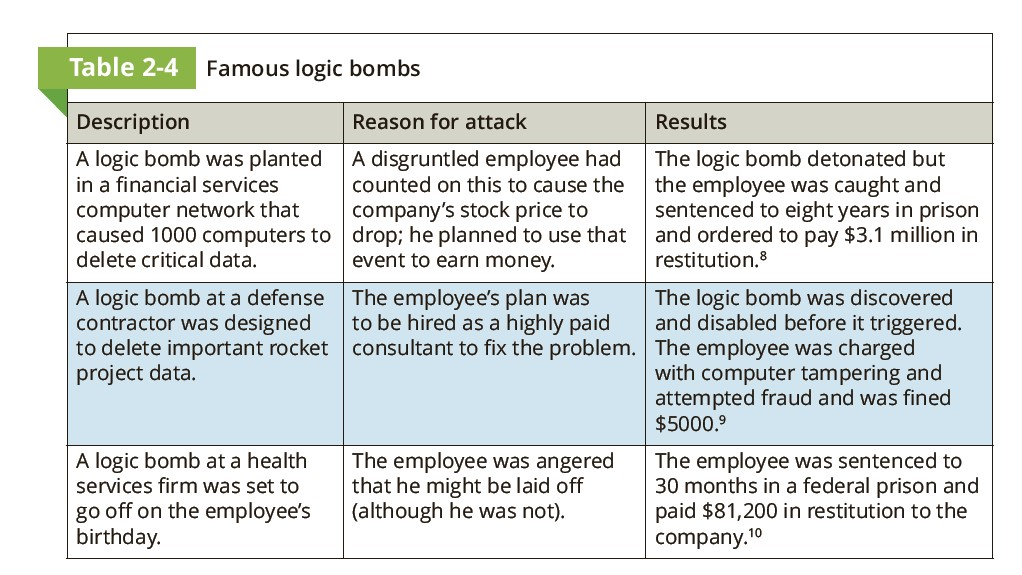 Table 2-4 Famous logic bombs
Description
Reason for attack
Results
A logic bomb was planted
in a financial services
computer network that
caused 1000 computers to
delete critical data.
A disgruntled employee had
counted on this to cause the
company’s stock price to
drop; he planned to use that
event to earn money.
The logic bomb detonated but
the employee was caught and
sentenced to eight years in prison
and ordered to pay $3.1 million in
restitution.⁸
A logic bomb at a defense
contractor was designed
to delete important rocket
project data.
The employee’s plan was
to be hired as a highly paid
consultant to fix the problem.
The logic bomb was discovered
and disabled before it triggered.
The employee was charged
with computer tampering and
attempted fraud and was fined
$5000.⁹
A logic bomb at a health
services firm was set to
go off on the employee’s
birthday.
The employee was angered
that he might be laid off
(although he was not).
The employee was sentenced to
30 months in a federal prison and
paid $81,200 in restitution to the
company.¹⁰